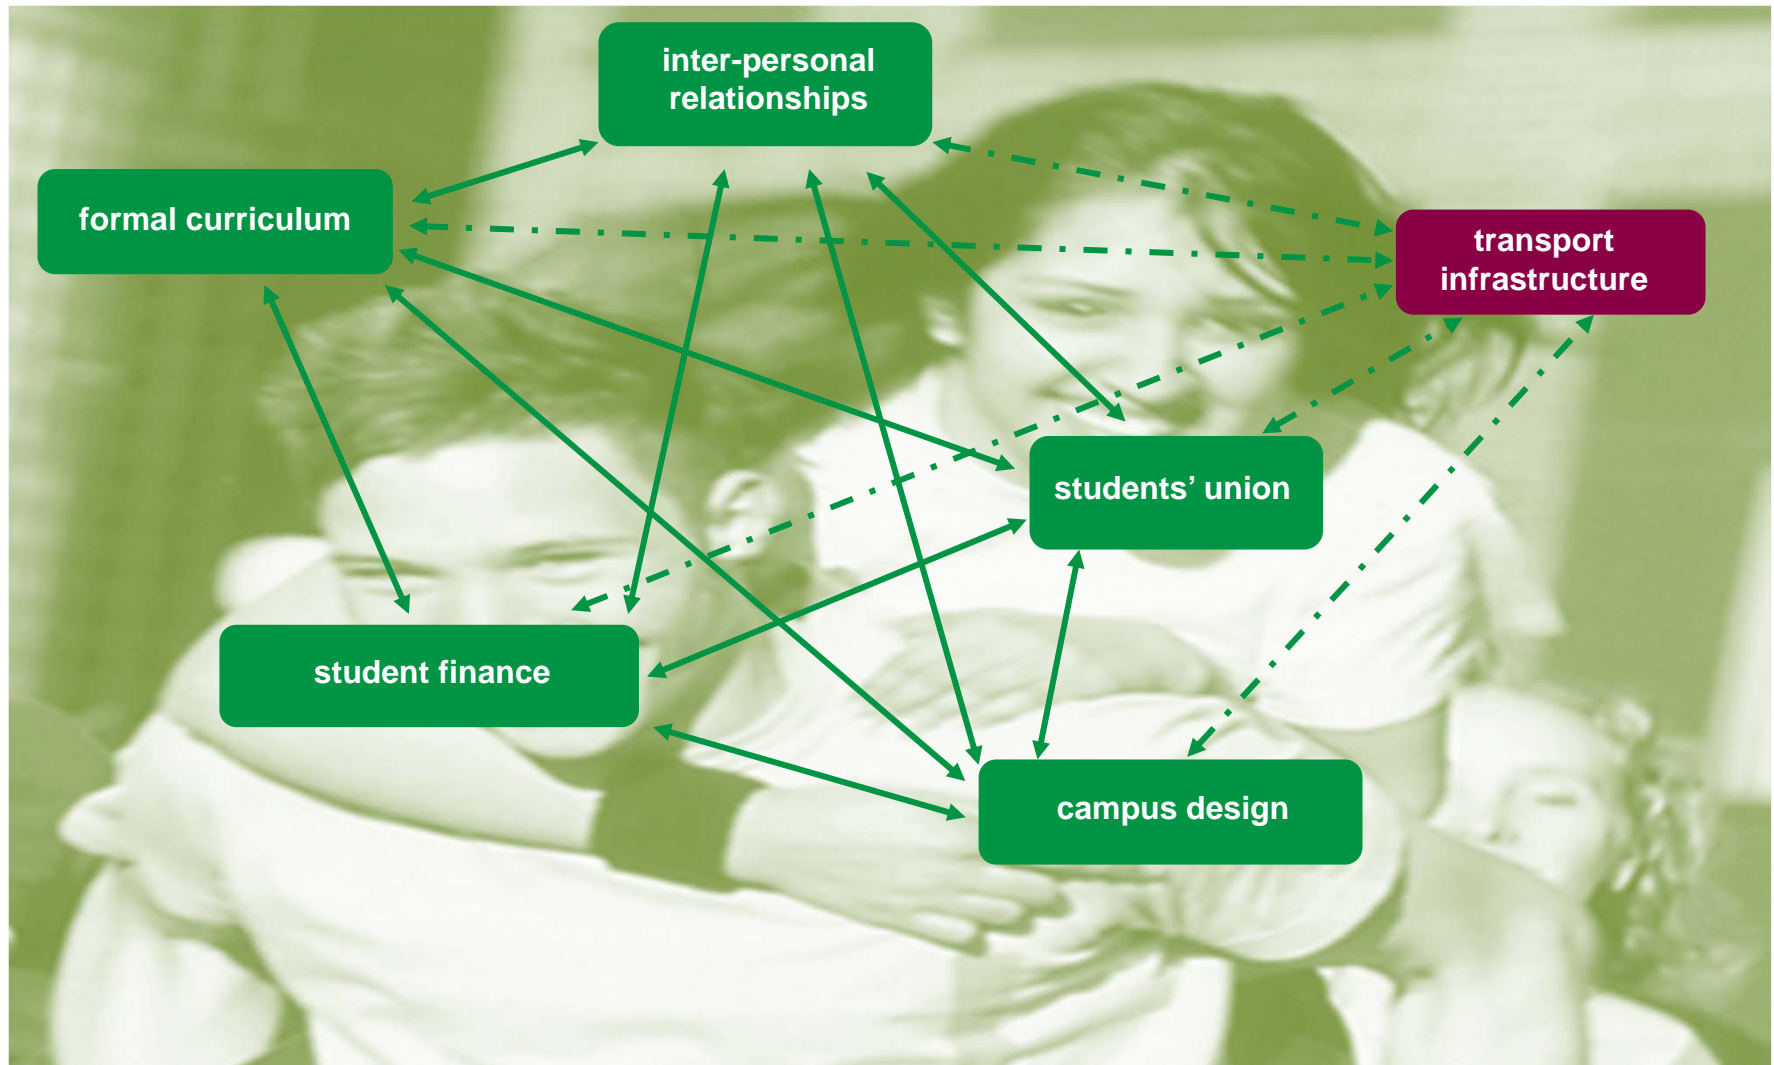 inter-personal
relationships
formal curriculum
transport
infrastructure
students’ union
student finance
campus design